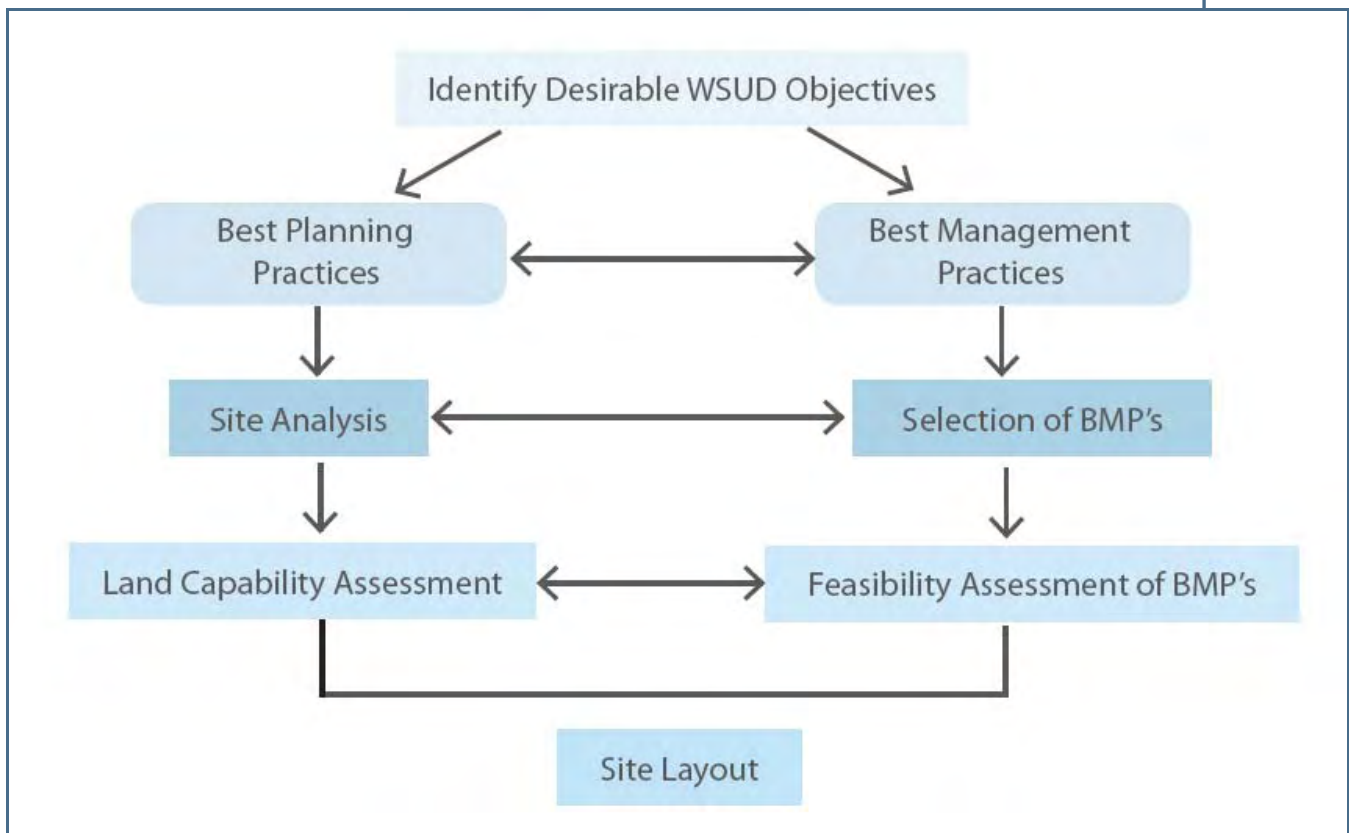 Identify Desirable WSUD Objectives
Best Planning
Practices
Best Management
Practices
Site Analysis
Selection of BMP's
Land Capability Assessment
Feasibility Assessment of BMP's
Site Layout